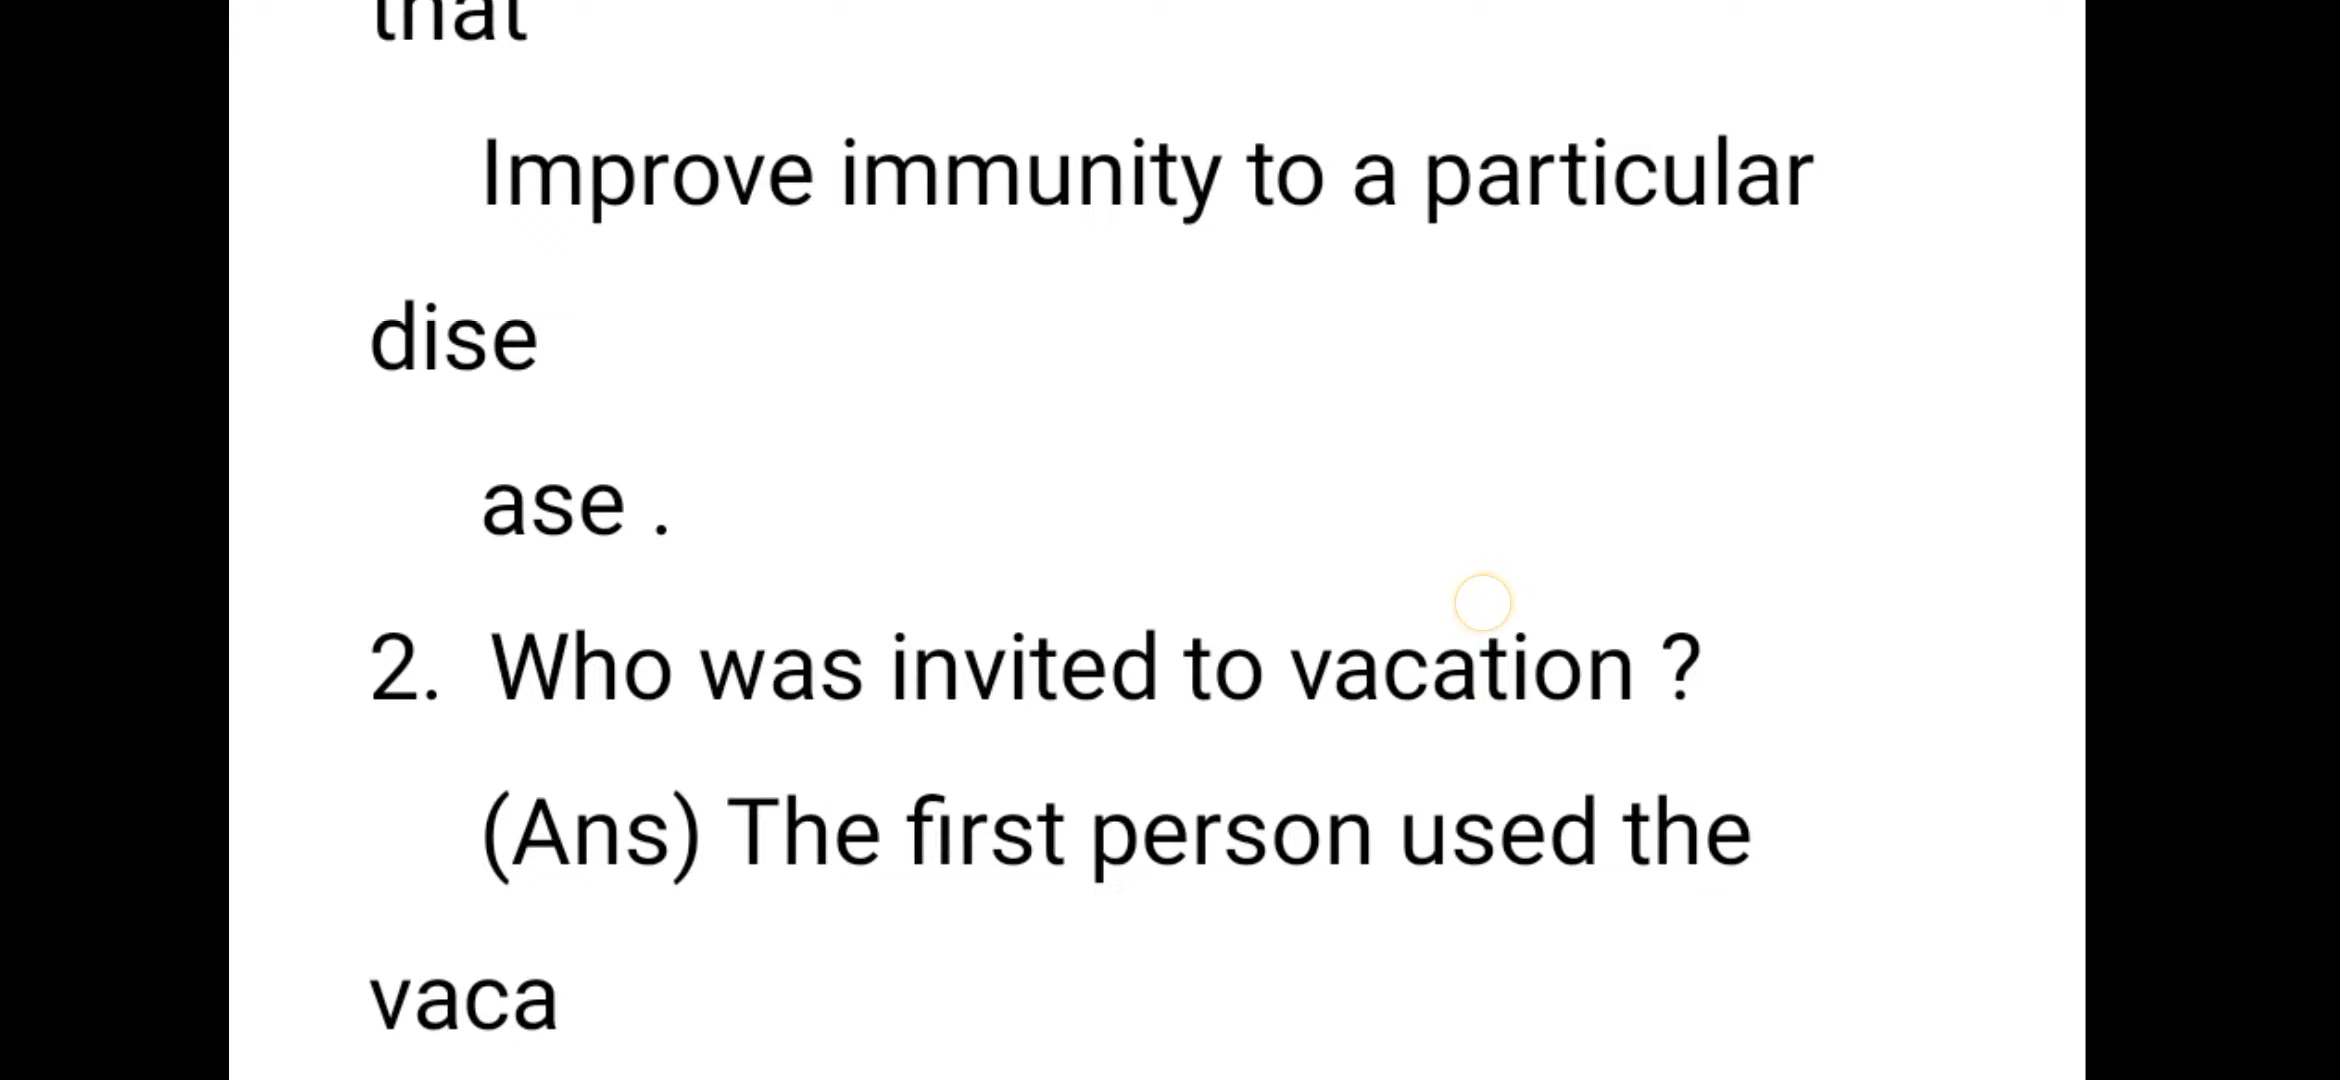 that
Improve immunity to a particular
dise
ase .
2. Who was invited to vacation ?
(Ans) The first person used the
vaca